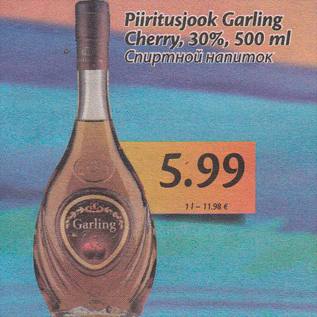 Piiritusjook Garling
Cherry, 30%, 500 ml
Спиртной напиток
5.99
1 l – 11.98 €
Garling